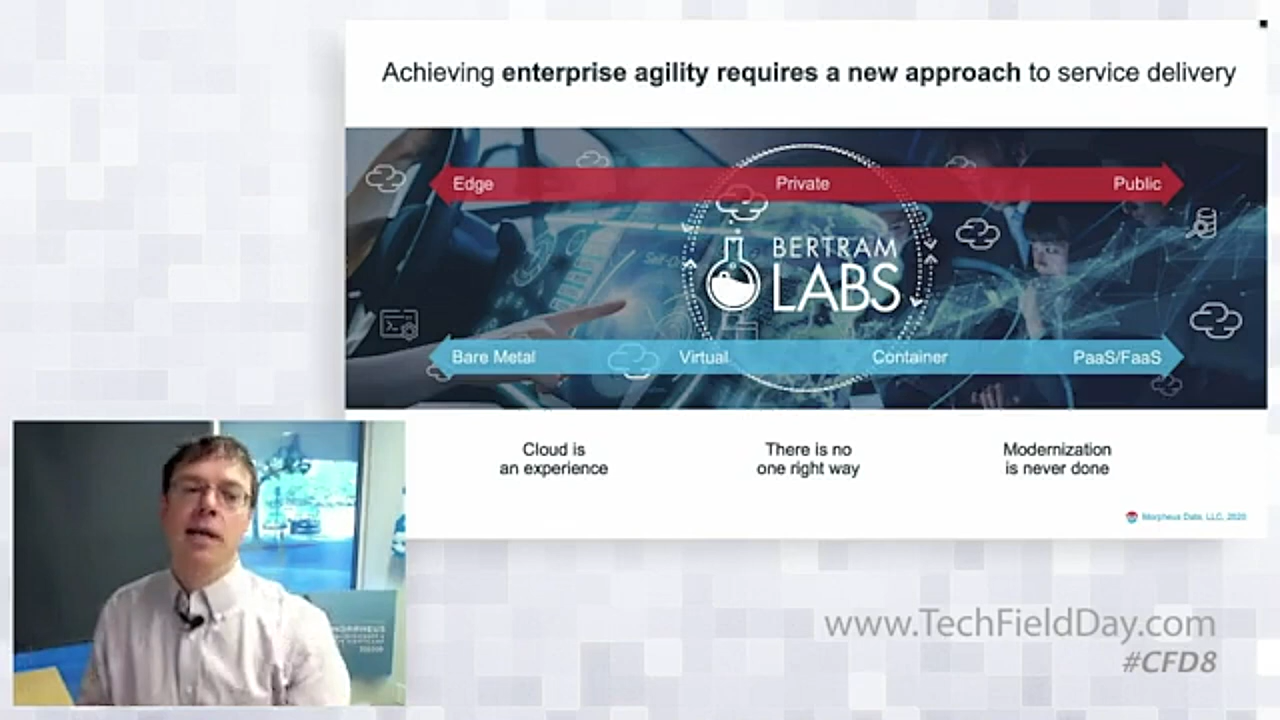 Achieving enterprise agility requires a new approach to service delivery
Edge Private Public
BERTRAM
LABS
Bare Metal Virtual Container PaaS/FaaS
Cloud is
an experience
There is no
one right way
Modernization
is never done
Morpheus Data, LLC, 2020
MORPHEUS
www.TechFieldDay.com
#CFD8